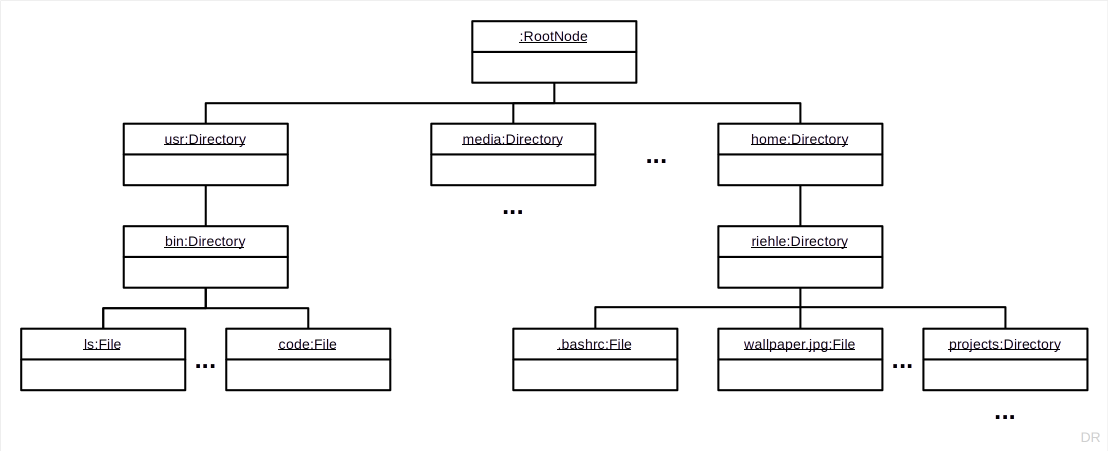 :RootNode
usr:Directory
media:Directory
...
home:Directory
...
bin:Directory
riehle:Directory
ls:File
...
code:File
.bashrc:File
wallpaper.jpg:File
...
projects:Directory
...
DR